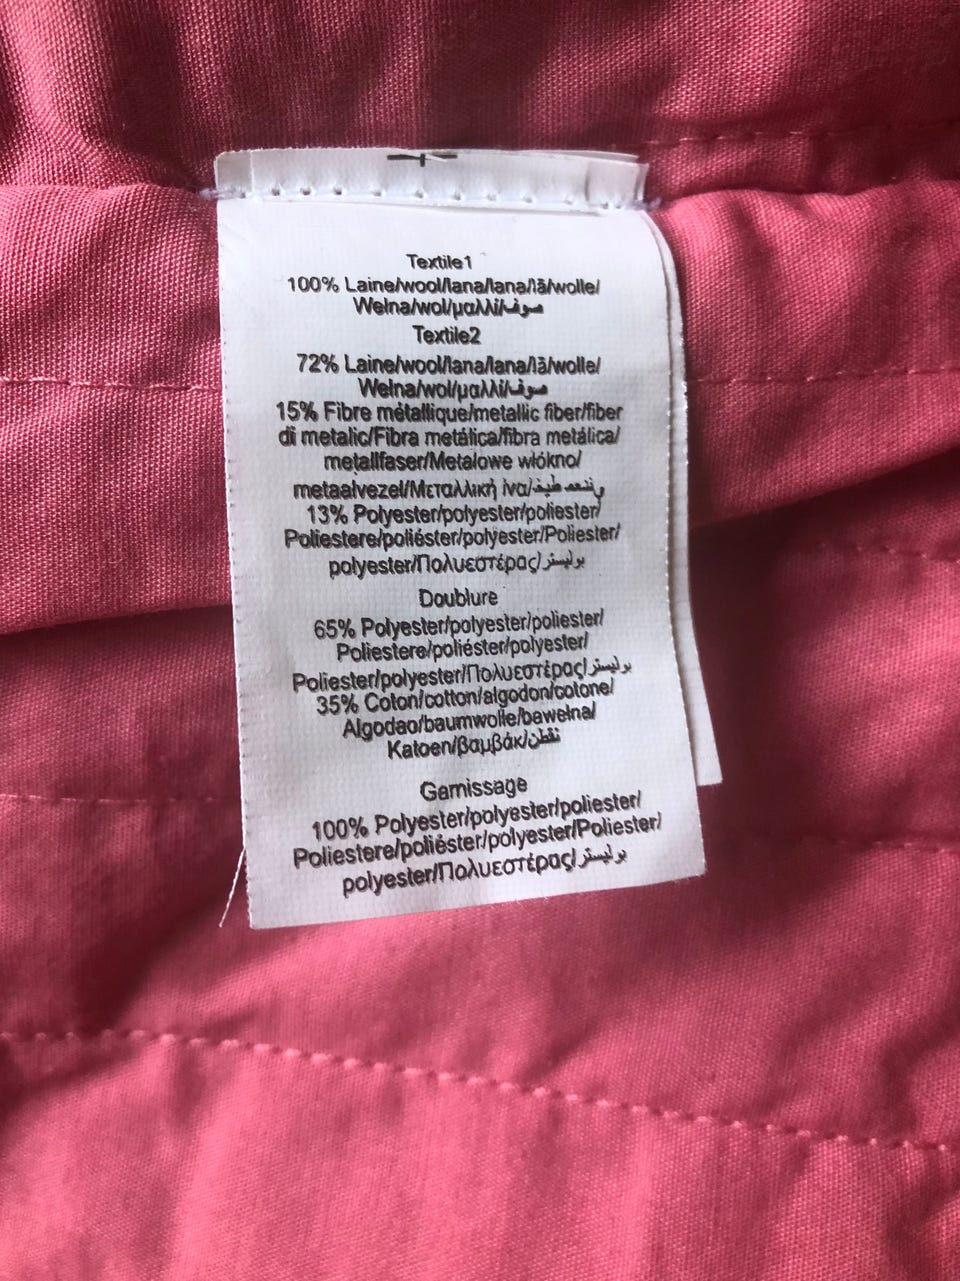 Textile1
100% Laine/wool/lana/lana/lã/wolle/
Wełna/wol/μαλλί/صوف
Textile2
72% Laine/wool/lana/lana/lã/wolle/
Wełna/wol/μαλλί/صوف
15% Fibre métallique/metallic fiber/fiber
di metalic/Fibra metálica/fibra metálica/
metallfaser/Metalowe włókno/
metaalvezel/Μεταλλική ίνα/
13% Polyester/polyester/poliester/
Poliestere/poliéster/polyester/Poliester/
polyester/Πολυεστέρας/بوليستر
Doublure
65% Polyester/polyester/poliester/
Poliestere/poliéster/polyester/
Poliester/polyester/Πολυεστέρας/بوليستر
35% Coton/cotton/algodon/cotone/
Algodao/baumwolle/bawełna/
Katoen/βαμβάκ/نقطن
Garnissage
100% Polyester/polyester/poliester/
Poliestere/poliéster/polyester/Poliester/
polyester/Πολυεστέρας/بوليستر